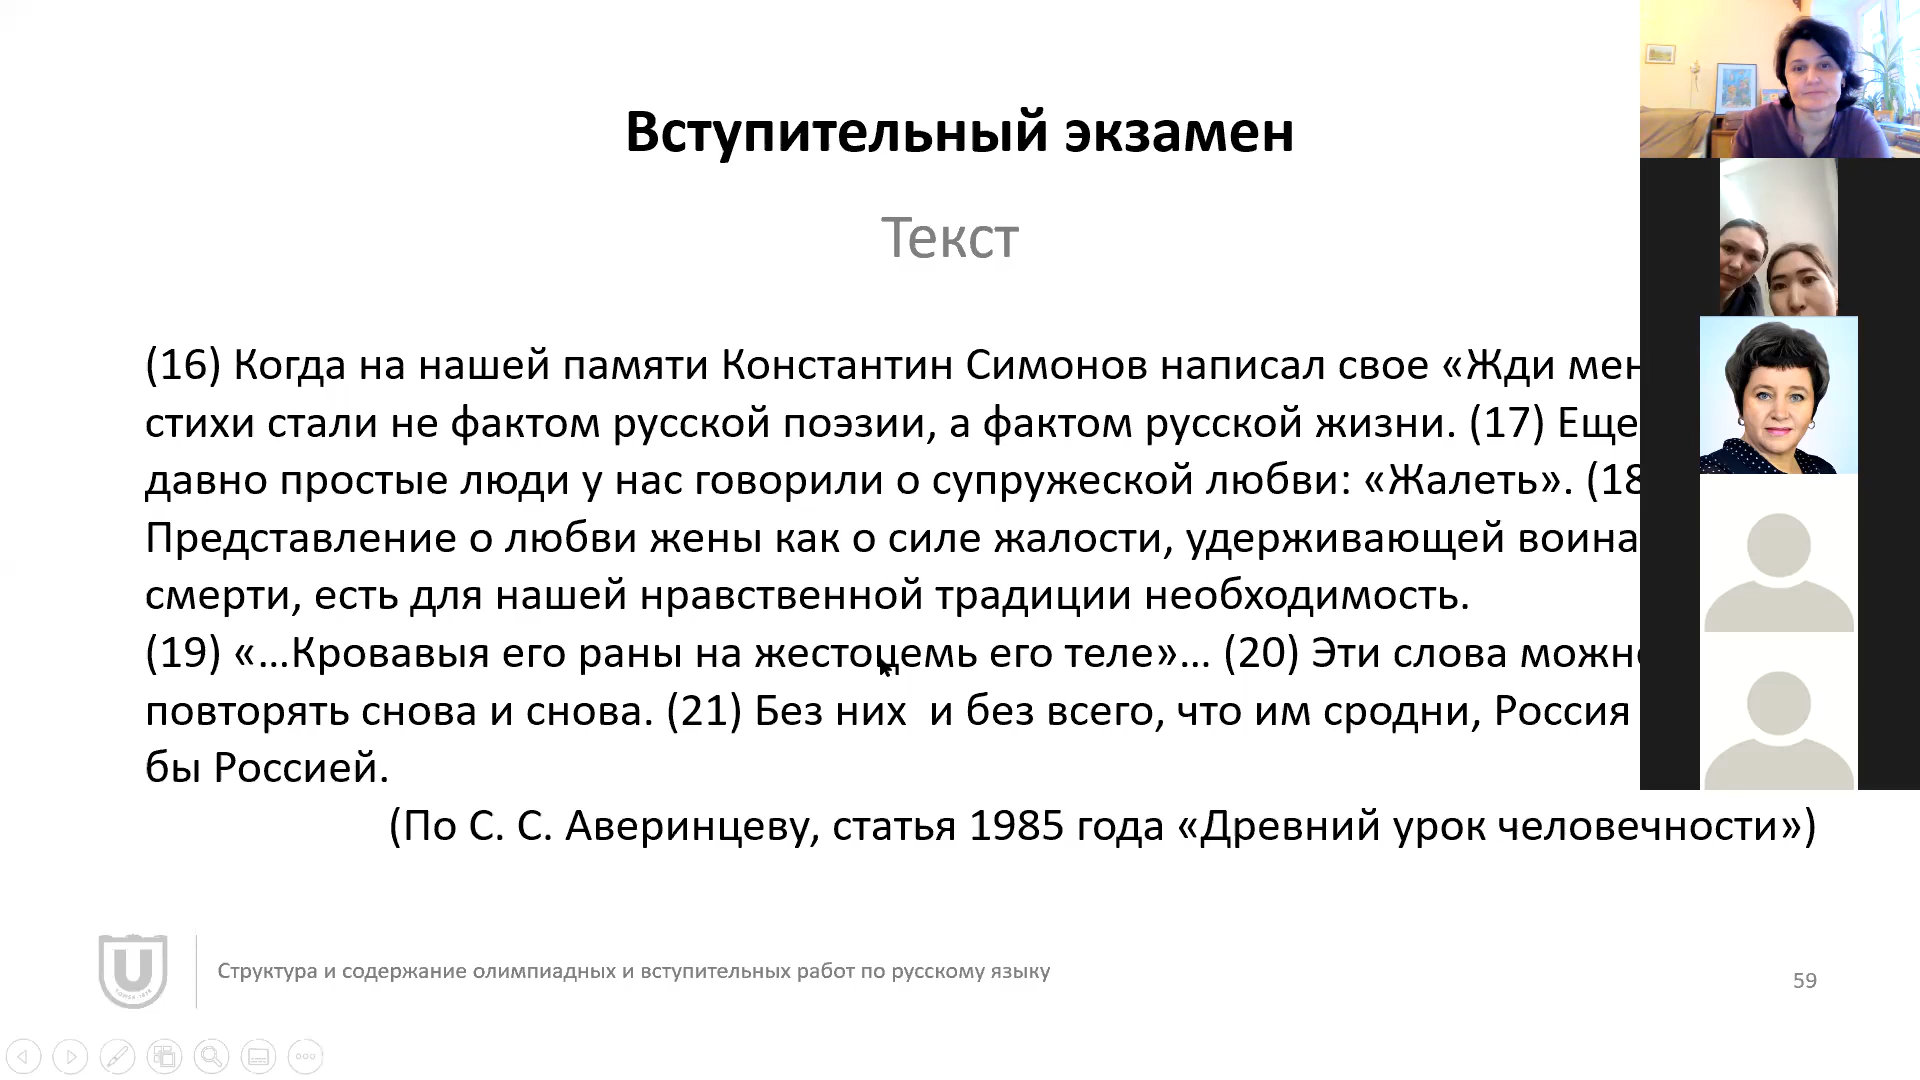 Вступительный экзамен
Текст
(16) Когда на нашей памяти Константин Симонов написал свое «Жди
стихи стали не фактом русской поэзии, а фактом русской жизни. (17) Еще
давно простые люди у нас говорили о супружеской любви: «Жалеть». (18
Представление о любви жены как о силе жалости, удерживающей воина
смерти, есть для нашей нравственной традиции необходимость.
(19) «…Кровавыя его раны на жестоцемь его теле»… (20) Эти слова можно
повторять снова и снова. (21) Без них и без всего, что им сродни, Россия
бы Россией.
(По С. С. Аверинцеву, статья 1985 года «Древний урок человечности»)
Структура и содержание олимпиадных и вступительных работ по русскому языку
59